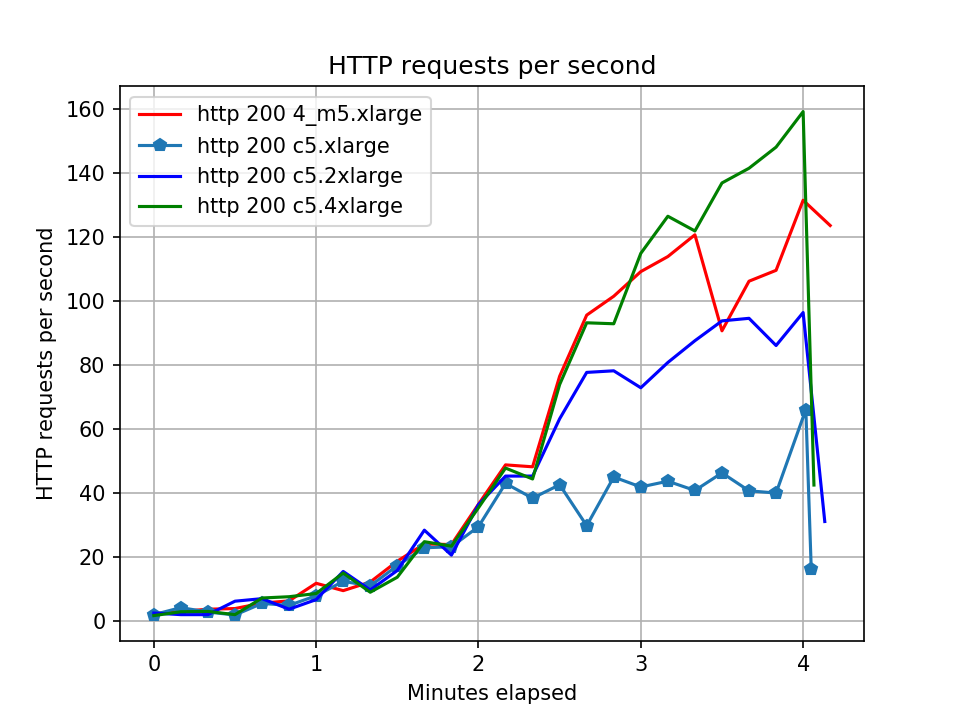 HTTP requests per second
160
140
120
100
80
60
40
20
0
HTTP requests per second
http 200 4_m5.xlarge
http 200 c5.xlarge
http 200 c5.2xlarge
http 200 c5.4xlarge
0 1 2 3 4
Minutes elapsed